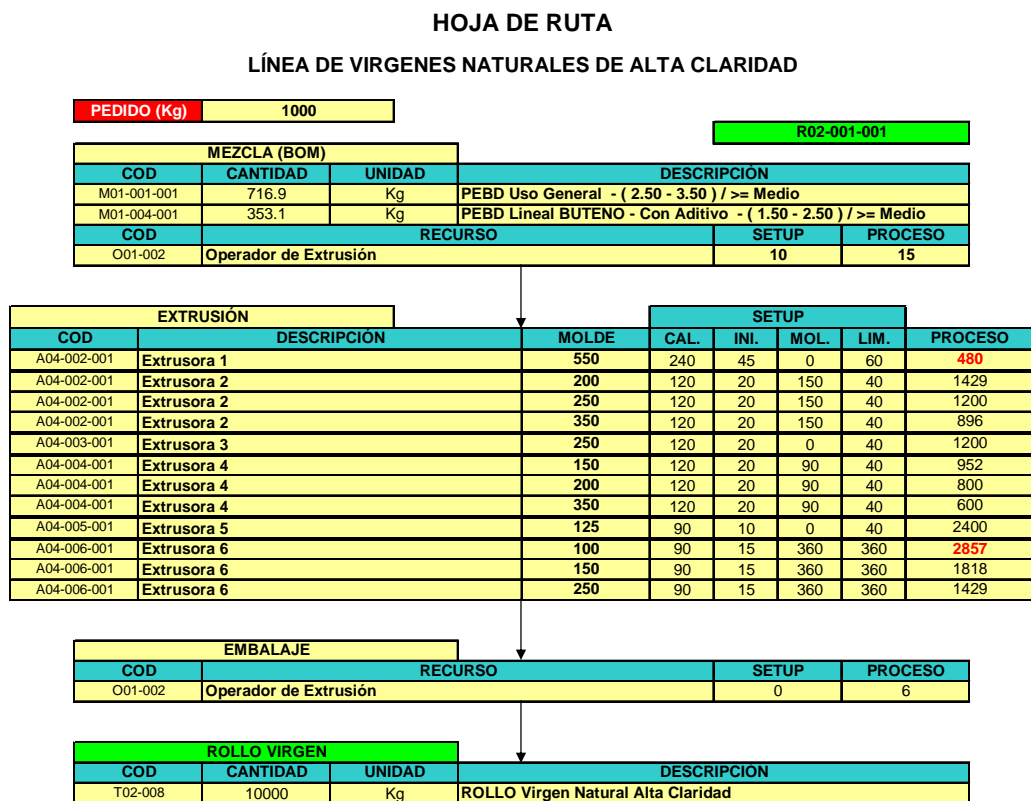 HOJA DE RUTA
LÍNEA DE VIRGENES NATURALES DE ALTA CLARIDAD
PEDIDO (Kg) 1000
R02-001-001
MEZCLA (BOM)
COD CANTIDAD UNIDAD DESCRIPCIÓN
M01-001-001 716.9 Kg PEBD Uso General - ( 2.50 - 3.50 ) / >= Medio
M01-004-001 353.1 Kg PEBD Lineal BUTENO - Con Aditivo - ( 1.50 - 2.50 ) / >= Medio
COD RECURSO SETUP PROCESO
O01-002 Operador de Extrusión 10 15
EXTRUSIÓN SETUP
COD DESCRIPCIÓN MOLDE CAL. INI. MOL. LIM. PROCESO
A04-002-001 Extrusora 1 550 240 45 0 60 480
A04-002-001 Extrusora 2 200 120 20 150 40 1429
A04-002-001 Extrusora 2 250 120 20 150 40 1200
A04-002-001 Extrusora 2 350 120 20 150 40 896
A04-003-001 Extrusora 3 250 120 20 0 40 1200
A04-004-001 Extrusora 4 150 120 20 90 40 952
A04-004-001 Extrusora 4 200 120 20 90 40 800
A04-004-001 Extrusora 4 350 120 20 90 40 600
A04-005-001 Extrusora 5 125 90 10 0 40 2400
A04-006-001 Extrusora 6 100 90 15 360 360 2857
A04-006-001 Extrusora 6 150 90 15 360 360 1818
A04-006-001 Extrusora 6 250 90 15 360 360 1429
EMBALAJE
COD RECURSO SETUP PROCESO
O01-002 Operador de Extrusión 0 6
ROLLO VIRGEN
COD CANTIDAD UNIDAD DESCRIPCIÓN
T02-008 10000 Kg ROLLO Virgen Natural Alta Claridad